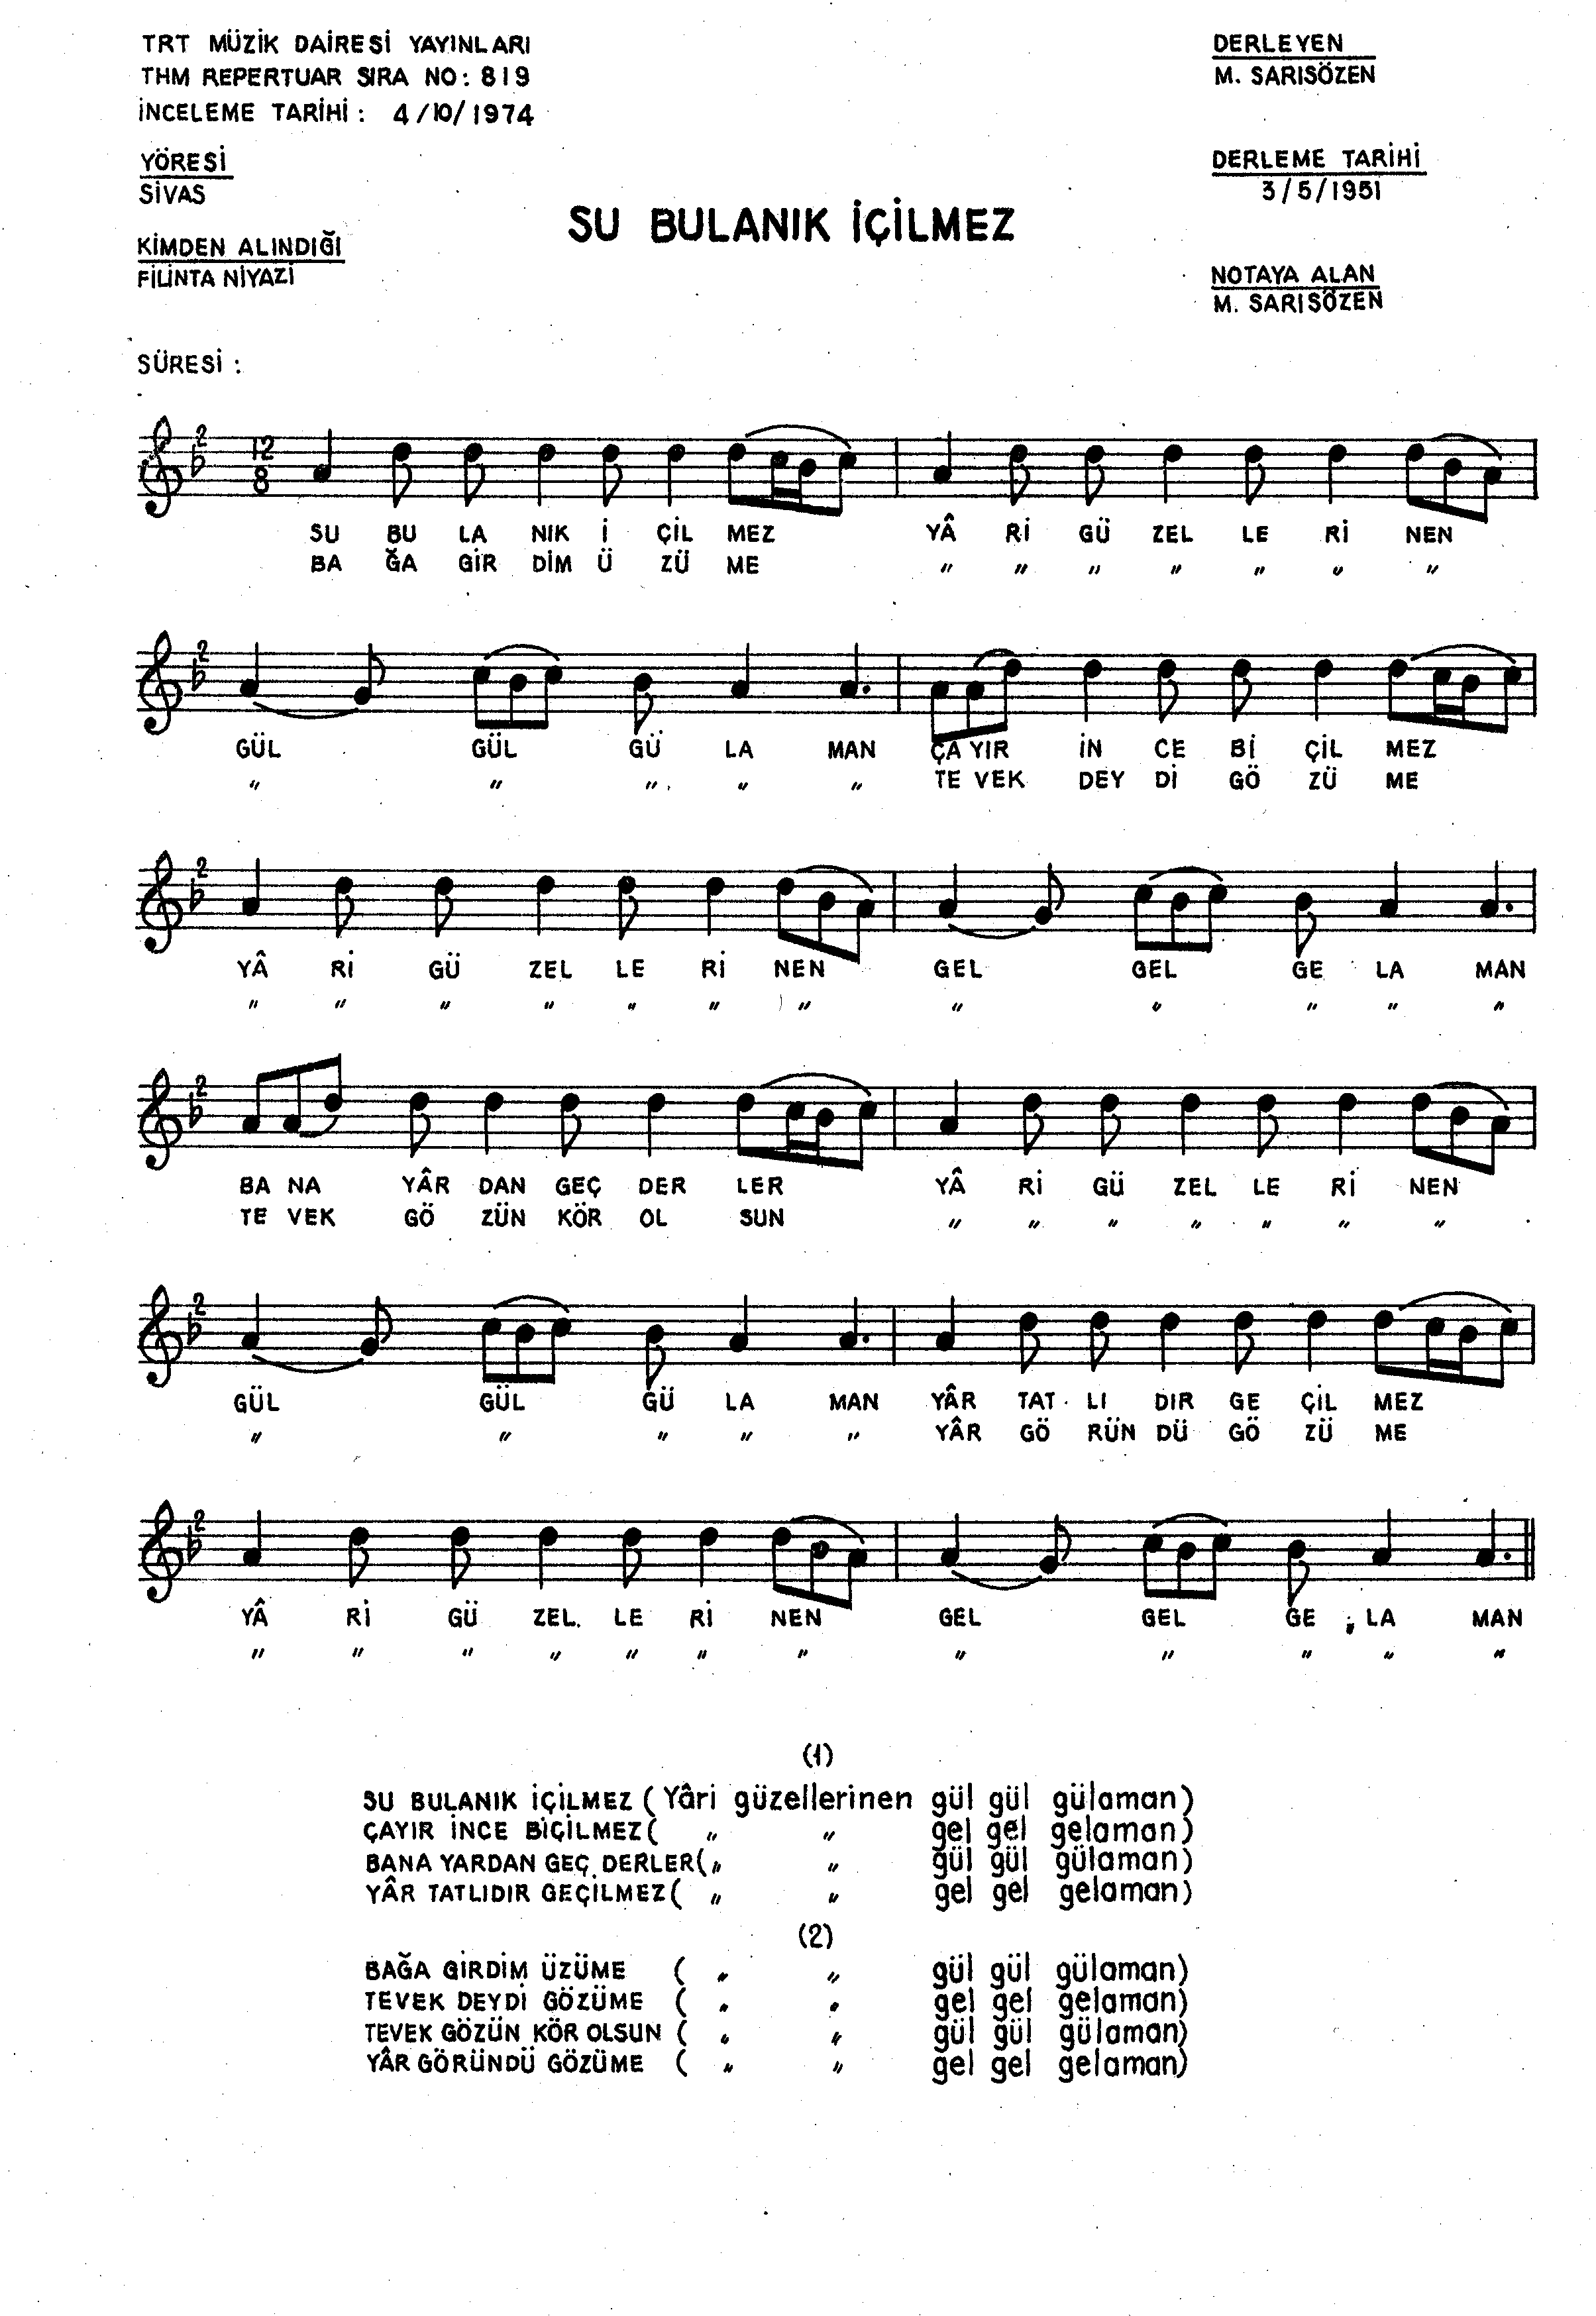 TRT MÜZİK DAİRESİ YAYINLARI
THM REPERTUAR SIRA NO: 819
İNCELEME TARİHİ : 4/10/1974
DERLEYEN
M. SARISÖZEN
YÖRESİ
SİVAS
DERLEME TARİHİ
3/5/1951
SU BULANIK İÇİLMEZ
KİMDEN ALINDIĞI
FİLİNTA NİYAZİ
NOTAYA ALAN
M. SARISÖZEN
SÜRESİ :
2 12 8
SU BU LA NIK İ ÇİL MEZ YÂ Rİ GÜ ZEL LE Rİ NEN
BA ĞA GİR DİM Ü ZÜ ME " " " " " " "
2
GÜL GÜL GÜ LA MAN ÇA YIR İN CE Bİ ÇİL MEZ
" " " " " TE VEK DEY Dİ GÖ ZÜ ME
2
YÂ Rİ GÜ ZEL LE Rİ NEN GEL GEL GE LA MAN
" " " " " " " " " " " "
2
BA NA YÂR DAN GEÇ DER LER YÂ Rİ GÜ ZEL LE Rİ NEN
TE VEK GÖ ZÜN KÖR OL SUN " " " " " " "
2
GÜL GÜL GÜ LA MAN YÂR TAT LI DIR GE ÇİL MEZ
" " " " " YÂR GÖ RÜN DÜ GÖ ZÜ ME
2
YÂ Rİ GÜ ZEL LE Rİ NEN GEL GEL GE LA MAN
" " " " " " " " " " " "
(1)
SU BULANIK İÇİLMEZ (Yâri güzellerinen gül gül gülaman)
ÇAYIR İNCE BİÇİLMEZ ( " " gel gel gelaman)
BANA YARDAN GEÇ DERLER ( " " gül gül gülaman)
YÂR TATLIDIR GEÇİLMEZ ( " " gel gel gelaman)
(2)
BAĞA GİRDİM ÜZÜME ( " " gül gül gülaman)
TEVEK DEYDİ GÖZÜME ( " " gel gel gelaman)
TEVEK GÖZÜN KÖR OLSUN ( " " gül gül gülaman)
YÂR GÖRÜNDÜ GÖZÜME ( " " gel gel gelaman)